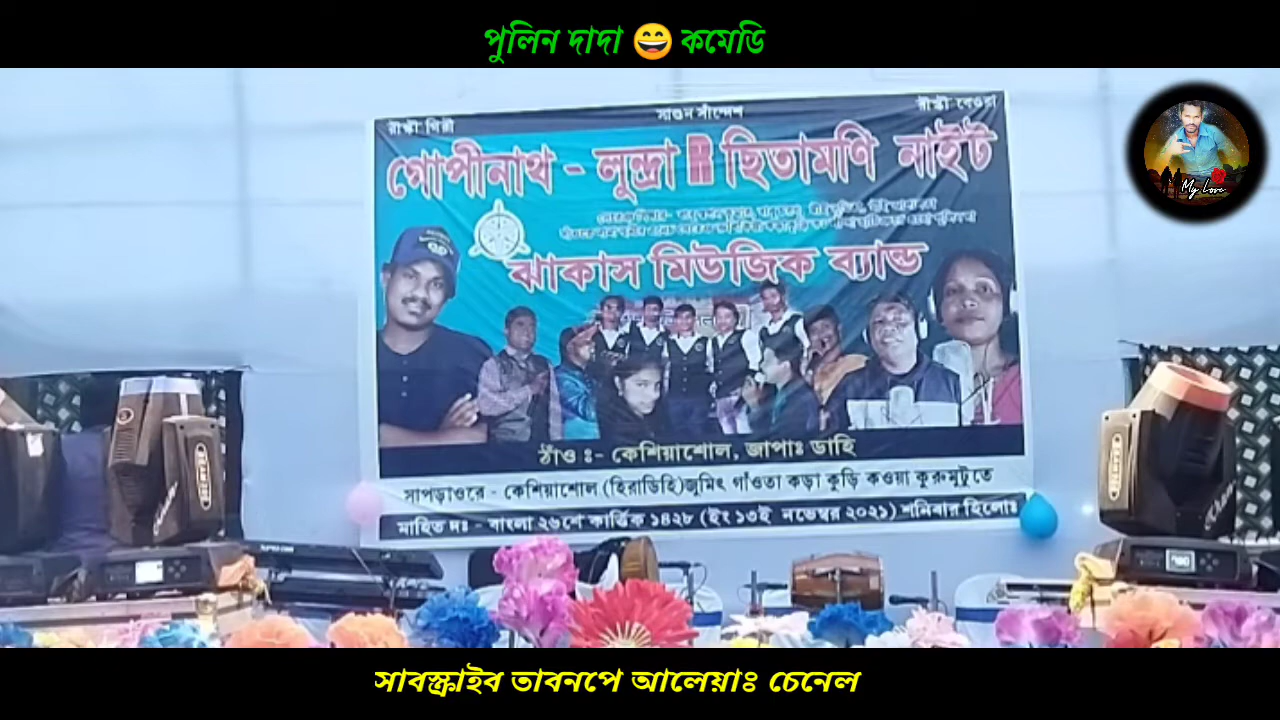 পুলিন দাদা 😄 কমেডি
সাগুন সাঁন্দেশ
গোপীনাথ - লুন্দ্রা R ছিতামণি নাইট
My Love
ঝাকাস মিউজিক ব্যান্ড
ঠাঁও ঃ- কেশিয়াশোল, জাপাঃ ডাহি
সাপড়াওরে - কেশিয়াশোল (হিরাডিহি)জুমিৎ গাঁওতা কড়া কুড়ি কওয়া কুরুমুটুতে
মাহিত দঃ - বাংলা ২৬শে কার্ত্তিক ১৪২৮ (ইং ১৩ই নভেম্বর ২০২১) শনিবার হিলোঃ
সাবস্ক্রাইব তাবনপে আলেয়াঃ চেনেল